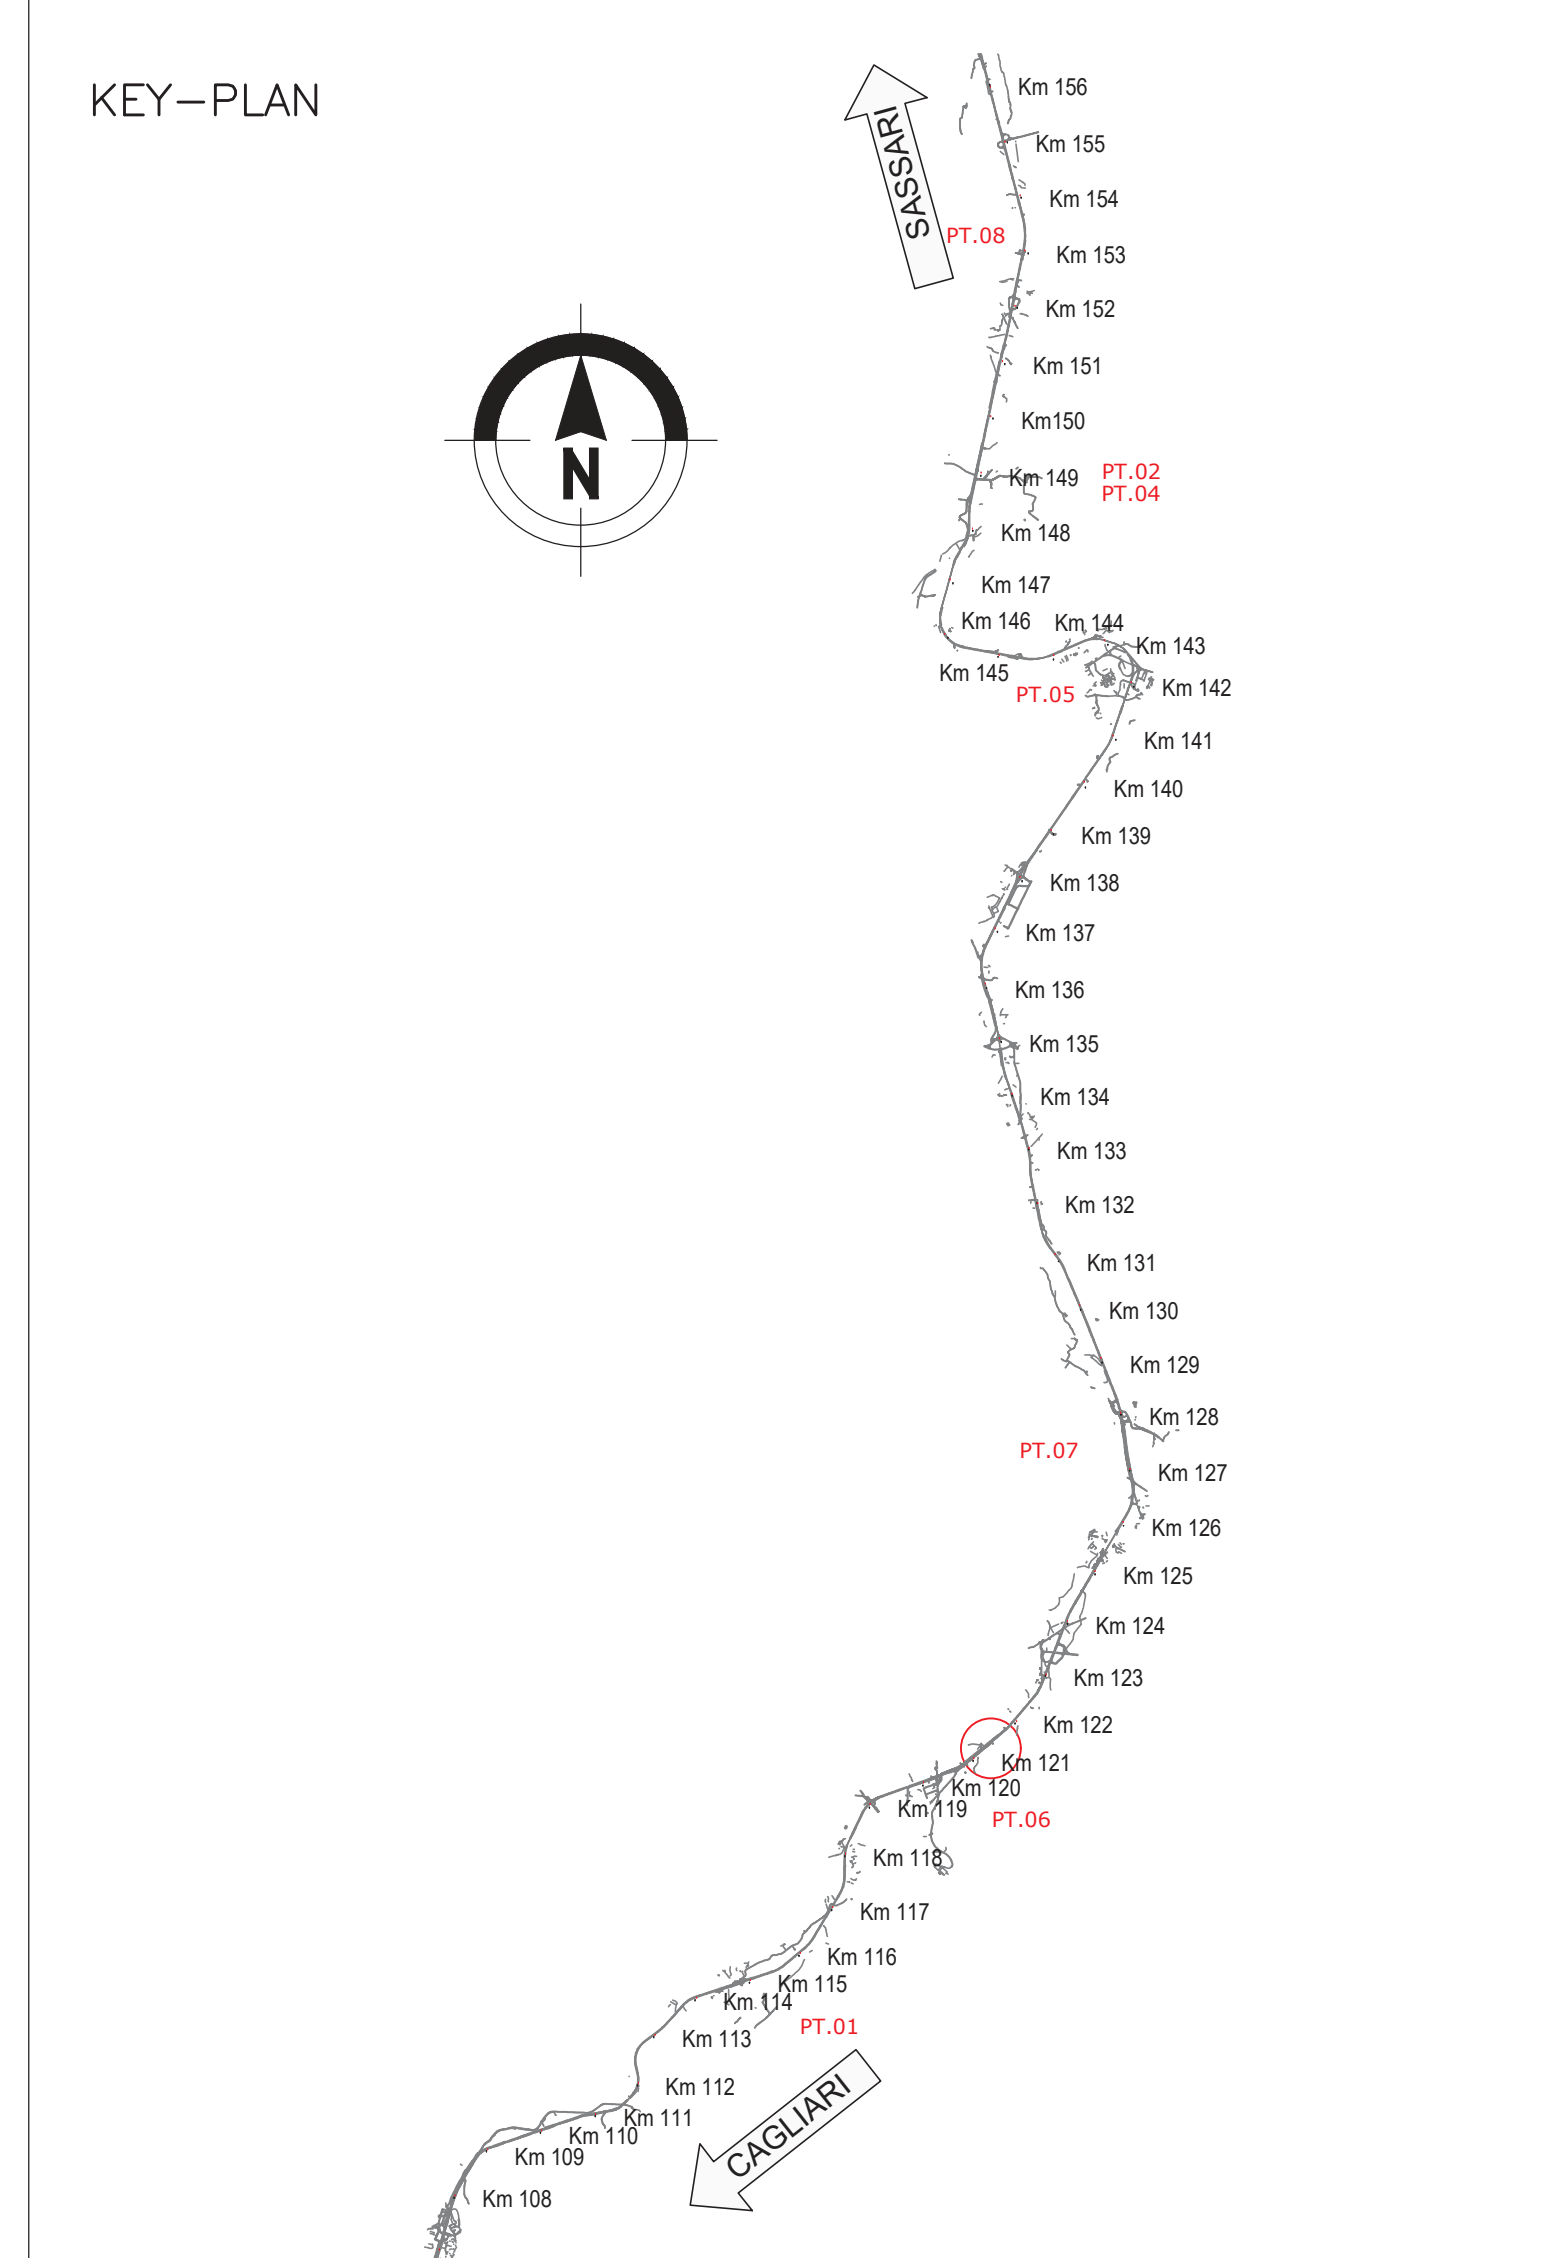 KEY-PLAN
SASSARI
Km 156
Km 155
Km 154
PT.08
Km 153
Km 152
Km 151
Km150
N
Km 149
PT.02
PT.04
Km 148
Km 147
Km 146
Km 144
Km 143
Km 145
PT.05
Km 142
Km 141
Km 140
Km 139
Km 138
Km 137
Km 136
Km 135
Km 134
Km 133
Km 132
Km 131
Km 130
Km 129
Km 128
PT.07
Km 127
Km 126
Km 125
Km 124
Km 123
Km 122
Km 121
Km 120
Km 119
PT.06
Km 118
Km 117
Km 116
Km 115
Km 114
PT.01
Km 113
Km 112
Km 111
Km 110
Km 109
CAGLIARI
Km 108